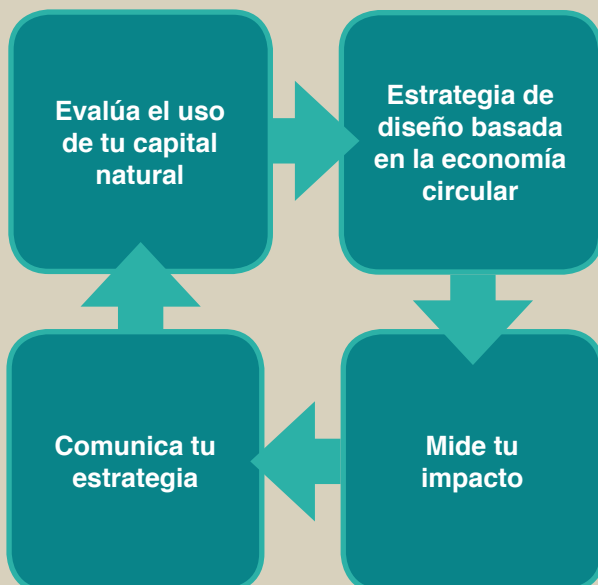 Evalúa el uso
de tu capital
natural
Estrategia de
diseño basada
en la economía
circular
Comunica tu
estrategia
Mide tu
impacto